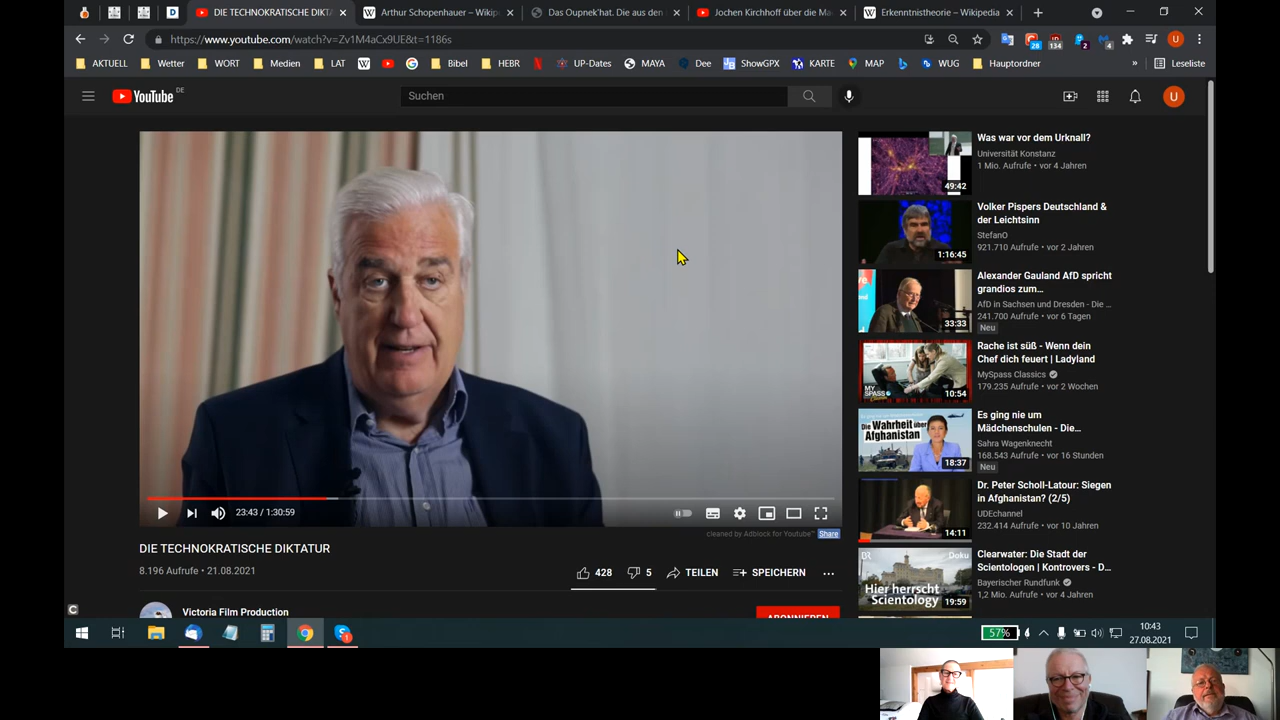 DIE TECHNOKRATISCHE DIKTA
Arthur Schopenhauer – Wikip
Das Oupnek'hat. Die aus den
Jochen Kirchhoff über die Ma
Erkenntnistheorie – Wikipedia
https://www.youtube.com/watch?v=Zv1M4aCx9UE&t=1186s
28
134
2
4
U
AKTUELL
Wetter
WORT
Medien
LAT
Bibel
HEBR
UP-Dates
MAYA
Dee
ShowGPX
KARTE
MAP
WUG
Hauptordner
»
Leseliste
YouTube DE
Suchen
U
Was war vor dem Urknall?
Universität Konstanz
1 Mio. Aufrufe • vor 4 Jahren
49:42
Volker Pispers Deutschland &
der Leichtsinn
StefanO
921.710 Aufrufe • vor 2 Jahren
1:16:45
Alexander Gauland AfD spricht
grandios zum...
AfD in Sachsen und Dresden - Die ...
241.700 Aufrufe • vor 6 Tagen
Neu
33:33
Rache ist süß - Wenn dein
Chef dich feuert | Ladyland
MySpass Classics
179.235 Aufrufe • vor 2 Wochen
MY SPASS
10:54
Es ging nie um
Mädchenschulen - Die...
Sahra Wagenknecht
168.543 Aufrufe • vor 16 Stunden
Neu
Die Wahrheit über
Afghanistan
18:37
23:43 / 1:30:59
Dr. Peter Scholl-Latour: Siegen
in Afghanistan? (2/5)
UDEchannel
232.414 Aufrufe • vor 10 Jahren
14:11
cleaned by Adblock for Youtube™ Share
DIE TECHNOKRATISCHE DIKTATUR
8.196 Aufrufe • 21.08.2021
428
5
TEILEN
SPEICHERN
...
Clearwater: Die Stadt der
Scientologen | Kontrovers - D...
Bayerischer Rundfunk
1,2 Mio. Aufrufe • vor 4 Jahren
BR
Doku
Hier herrscht
Scientology
19:59
Victoria Film Production
ABONNIEREN
57%
10:43
27.08.2021